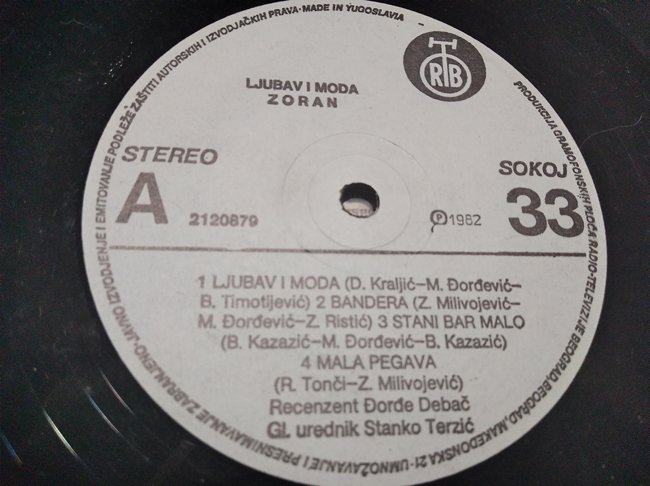 PRODUKCIJA GRAMOFONSKIH PLOČA RADIO-TELEVIZIJE BEOGRAD, BEOGRAD, MAKEDONSKA 21 · UMNOŽAVANJE I PRESNIMAVANJE ZABRANJENO-JAVNO IZVODJENJE I EMITOVANJE PODLEŽE ZAŠTITI AUTORSKIH I IZVODJAČKIH PRAVA · MADE IN YUGOSLAVIA
RTB
LJUBAV I MODA
ZORAN
STEREO
SOKOJ
A
33
2120879
Ⓟ1982
1 LJUBAV I MODA (D. Kraljić–M. Đorđević–
B. Timotijević) 2 BANDERA (Z. Milivojević–
M. Đorđević–Z. Ristić) 3 STANI BAR MALO
(B. Kazazić–M. Đorđević–B. Kazazić)
4 MALA PEGAVA
(R. Tonči–Z. Milivojević)
Recenzent Đorđe Debač
Gl. urednik Stanko Terzić